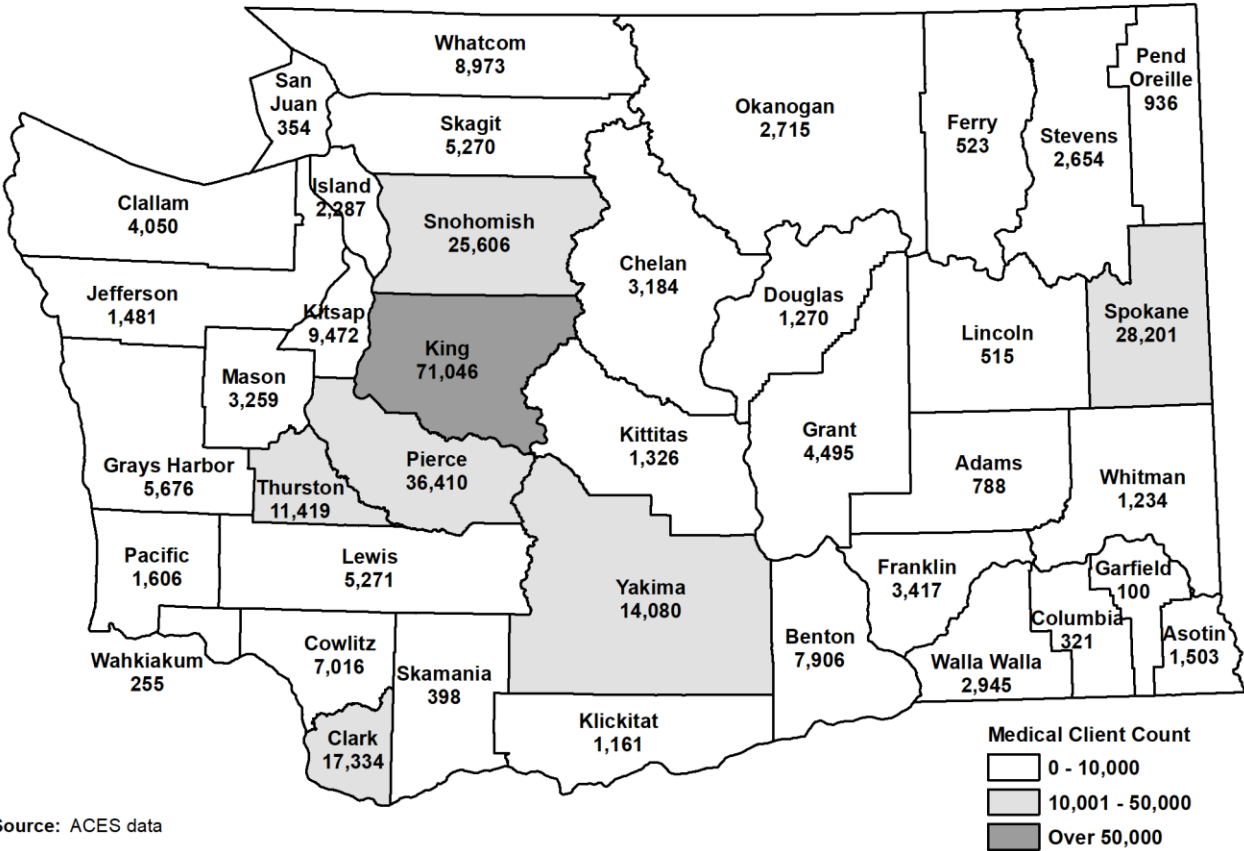 Whatcom
8,973
San
Juan
354
Skagit
5,270
Okanogan
2,715
Ferry
523
Stevens
2,654
Pend
Oreille
936
Clallam
4,050
Island
2,287
Snohomish
25,606
Chelan
3,184
Douglas
1,270
Jefferson
1,481
Kitsap
9,472
King
71,046
Lincoln
515
Spokane
28,201
Mason
3,259
Kittitas
1,326
Grant
4,495
Adams
788
Whitman
1,234
Grays Harbor
5,676
Thurston
11,419
Pierce
36,410
Pacific
1,606
Lewis
5,271
Yakima
14,080
Franklin
3,417
Garfield
100
Columbia
321
Asotin
1,503
Wahkiakum
255
Cowlitz
7,016
Skamania
398
Benton
7,906
Walla Walla
2,945
Clark
17,334
Klickitat
1,161
Medical Client Count
0 - 10,000
10,001 - 50,000
Over 50,000
Source: ACES data